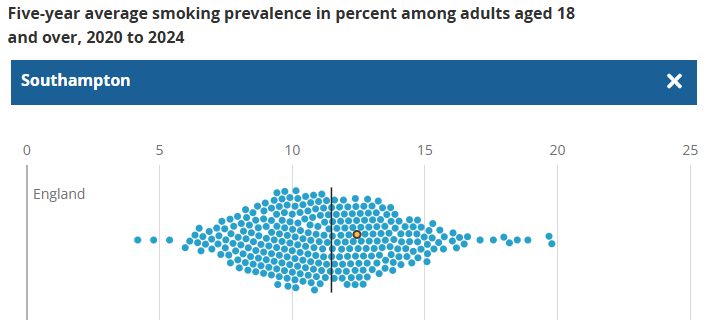 Five-year average smoking prevalence in percent among adults aged 18
and over, 2020 to 2024
Southampton
0 5 10 15 20 25
England